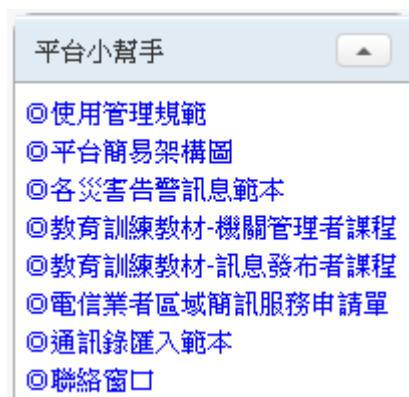 平台小幫手
◎使用管理規範
◎平台簡易架構圖
◎各災害告警訊息範本
◎教育訓練教材-機關管理者課程
◎教育訓練教材-訊息發布者課程
◎電信業者區域簡訊服務申請單
◎通訊錄匯入範本
◎聯絡窗口